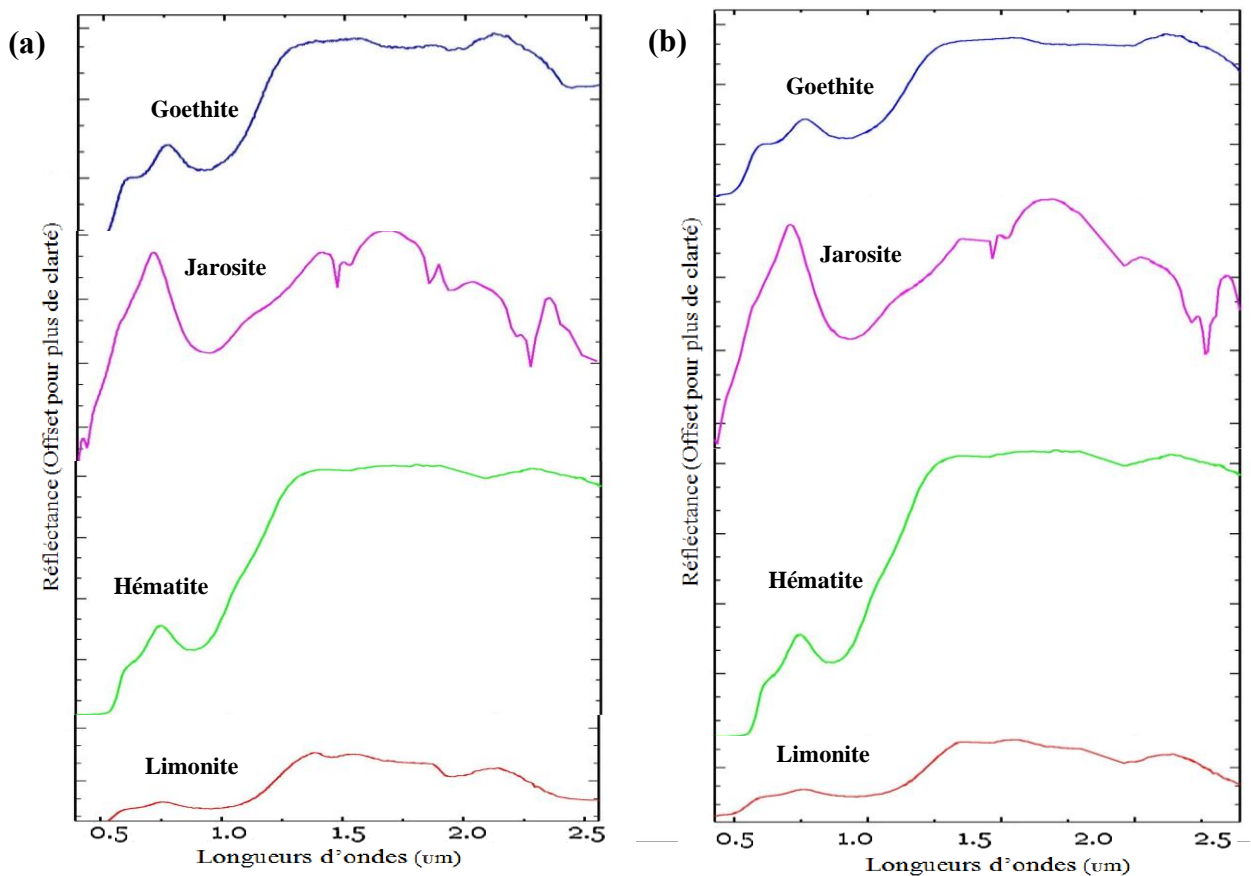 (a)
Goethite
Jarosite
Hématite
Limonite
Réfléctance (Offset pour plus de clarté)
0.5 1.0 1.5 2.0 2.5
Longueurs d'ondes (um)
(b)
Goethite
Jarosite
Hématite
Limonite
Réfléctance (Offset pour plus de clarté)
0.5 1.0 1.5 2.0 2.5
Longueurs d'ondes (um)